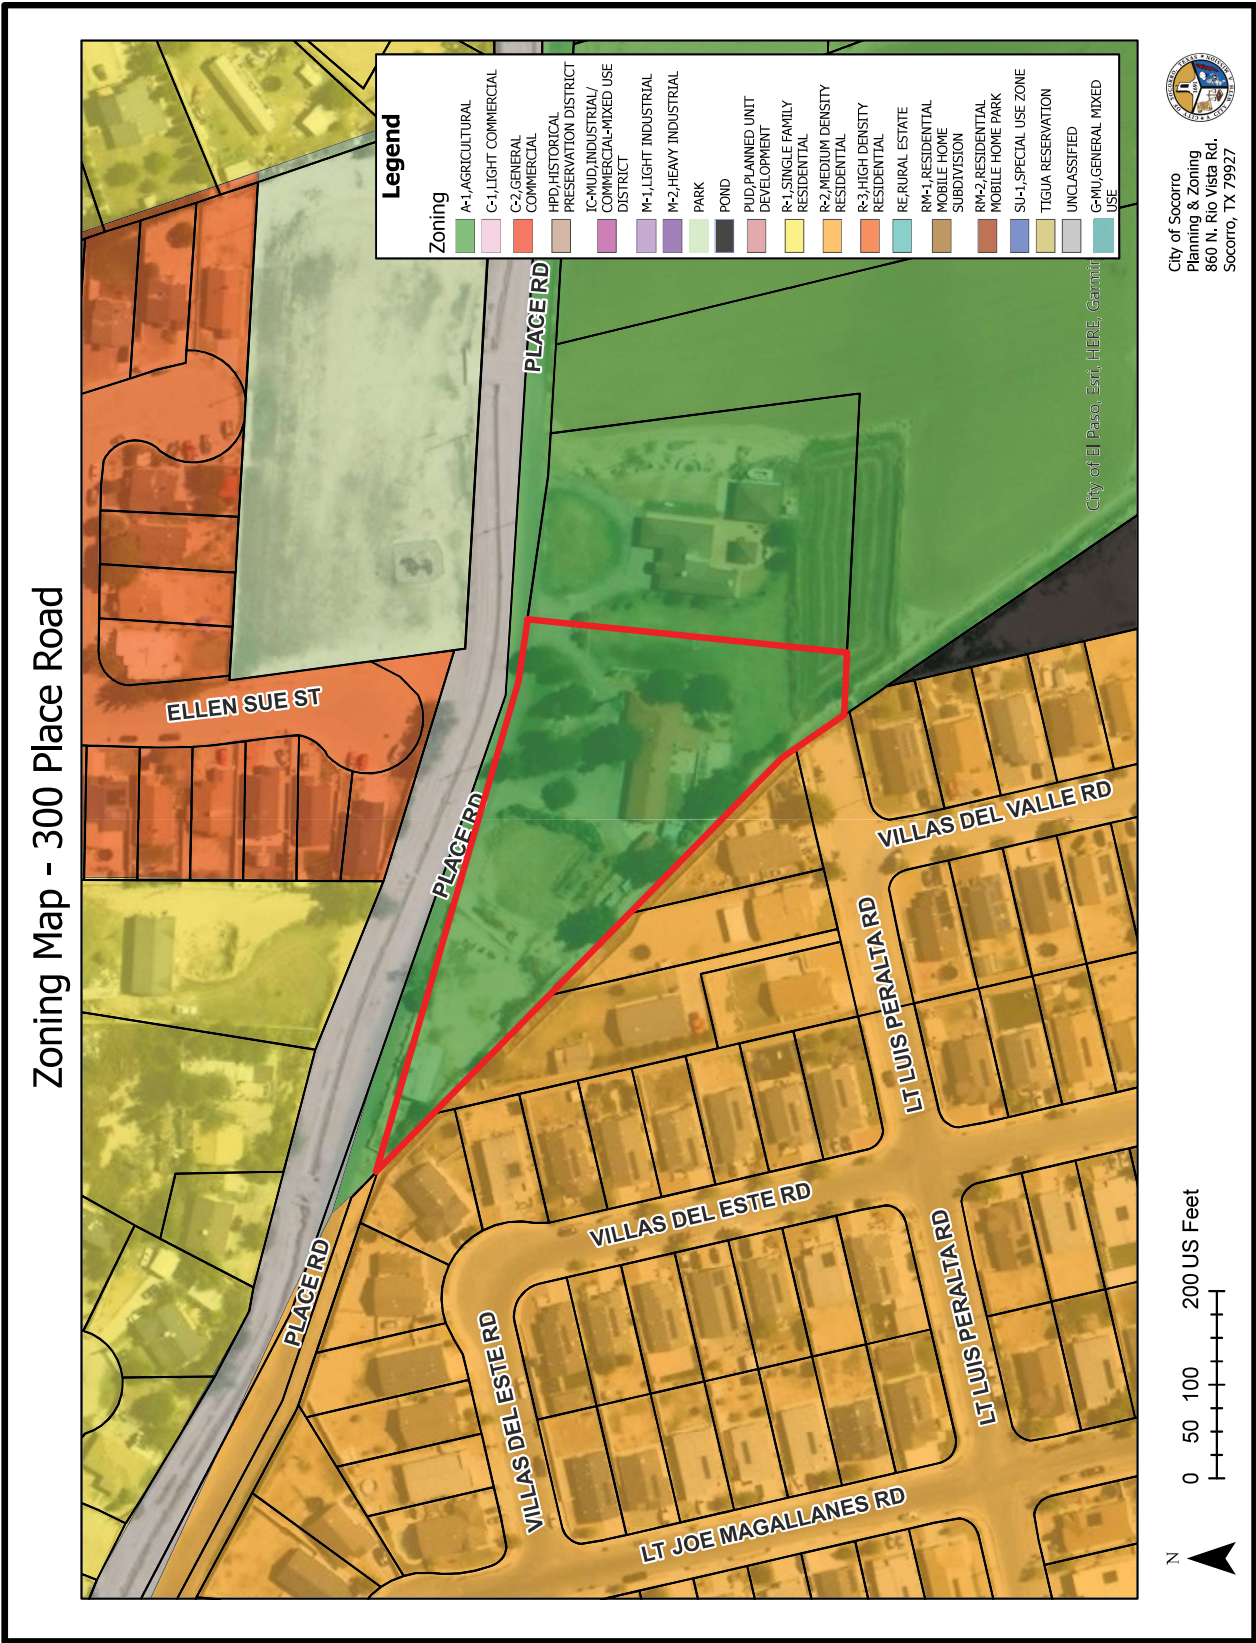 Zoning Map - 300 Place Road
Legend
Zoning
A-1,AGRICULTURAL
C-1,LIGHT COMMERCIAL
C-2,GENERAL
COMMERCIAL
HPD,HISTORICAL
PRESERVATION DISTRICT
IC-MUD,INDUSTRIAL/
COMMERCIAL-MIXED USE
DISTRICT
M-1,LIGHT INDUSTRIAL
M-2,HEAVY INDUSTRIAL
PARK
POND
PUD,PLANNED UNIT
DEVELOPMENT
R-1,SINGLE FAMILY
RESIDENTIAL
R-2,MEDIUM DENSITY
RESIDENTIAL
R-3,HIGH DENSITY
RESIDENTIAL
RE,RURAL ESTATE
RM-1,RESIDENTIAL
MOBILE HOME
SUBDIVISION
RM-2,RESIDENTIAL
MOBILE HOME PARK
SU-1,SPECIAL USE ZONE
TIGUA RESERVATION
UNCLASSIFIED
G-MU,GENERAL MIXED
USE
PLACE RD
ELLEN SUE ST
PLACE RD
PLACE RD
VILLAS DEL VALLE RD
LT LUIS PERALTA RD
VILLAS DEL ESTE RD
VILLAS DEL ESTE RD
LT LUIS PERALTA RD
LT JOE MAGALLANES RD
City of El Paso, Esri, HERE, Garmin
N
0 50 100 200 US Feet
City of Socorro
Planning & Zoning
860 N. Rio Vista Rd.
Socorro, TX 79927